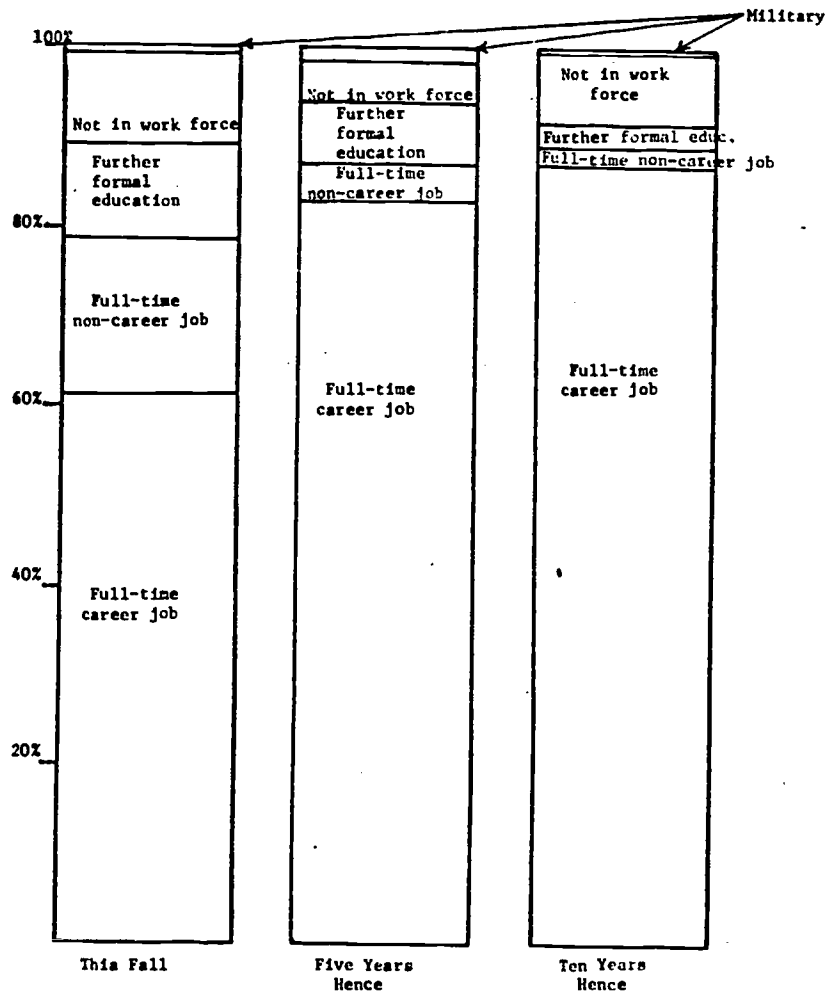 Military
100%
80%
60%
40%
20%
Not in work force
Further
formal
education
Full-time
non-career job
Full-time
career job
This Fall
Not in work force
Further
formal
education
Full-time
non-career job
Full-time
career job
Five Years
Hence
Not in work
force
Further formal educ.
Full-time non-career job
Full-time
career job
Ten Years
Hence